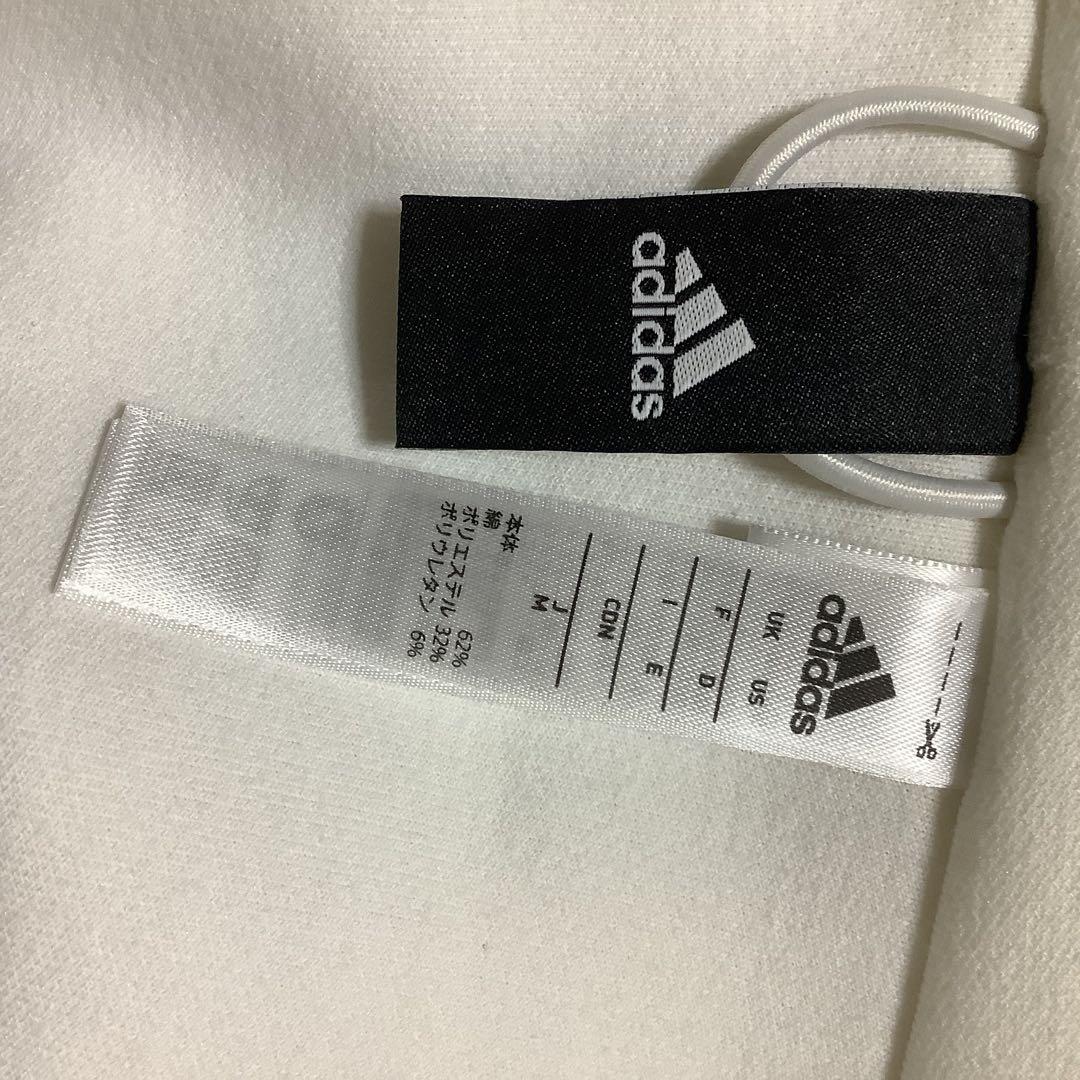 adidas
adidas
UK US
F D
I E
CDN
J M
本体
綿 62%
ポリエステル 32%
ポリウレタン 6%